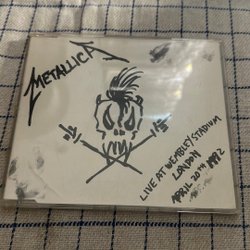 METALLICA
LIVE AT WEMBLEY STADIUM
LONDON
APRIL 20TH 1992